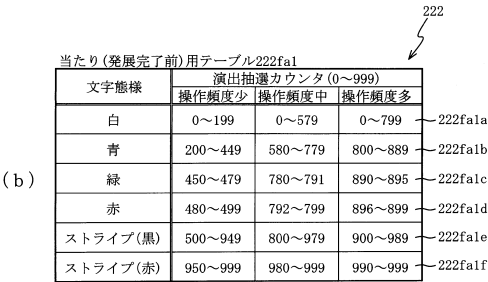 222
当たり(発展完了前)用テーブル222fa1
文字態様 演出抽選カウンタ(0～999)
操作頻度少 操作頻度中 操作頻度多
白 0～199 0～579 0～799 222fa1a
青 200～449 580～779 800～889 222fa1b
(b)
緑 450～479 780～791 890～895 222fa1c
赤 480～499 792～799 896～899 222fa1d
ストライプ(黒) 500～949 800～979 900～989 222fa1e
ストライプ(赤) 950～999 980～999 990～999 222fa1f